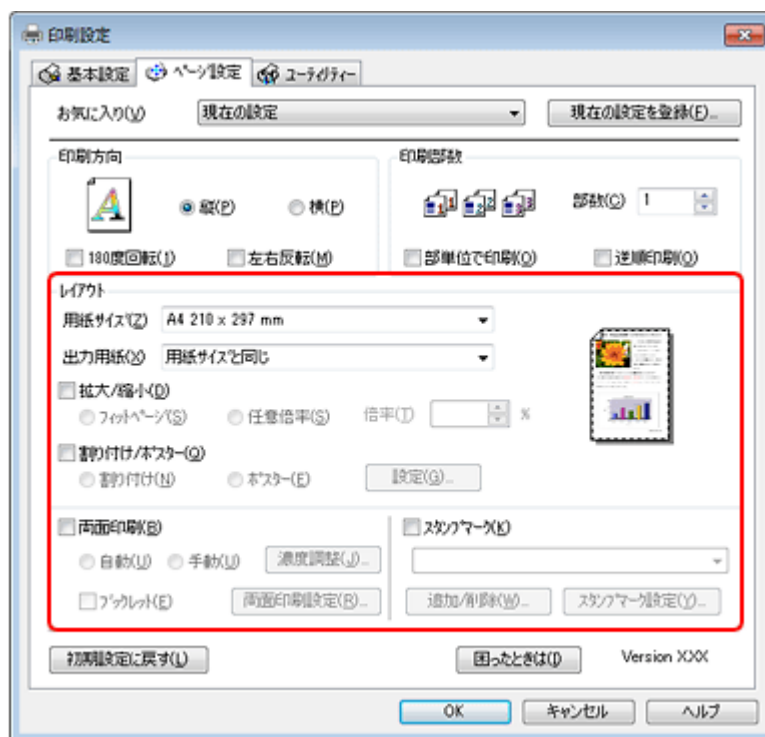 印刷設定
基本設定 ページ設定 ユーティリティー
お気に入り(V) 現在の設定 現在の設定を登録(F)...
印刷方向 印刷部数
縦(P) 横(P) 部数(C) 1
180度回転(1) 左右反転(M) 部単位で印刷(O) 逆順印刷(O)
レイアウト
用紙サイズ(Z) A4 210 x 297 mm
出力用紙(X) 用紙サイズと同じ
拡大/縮小(D)
フィットページ(S) 任意倍率(S) 倍率(T) %
割り付け/ポスター(Q)
割り付け(N) ポスター(E) 設定(G)...
両面印刷(B) スタンプマーク(K)
自動(U) 手動(U) 濃度調整(J)...
ブックレット(E) 両面印刷設定(R)... 追加/削除(W)... スタンプマーク設定(Y)...
初期設定に戻す(L) 困ったときは(I) Version XXX
OK キャンセル ヘルプ